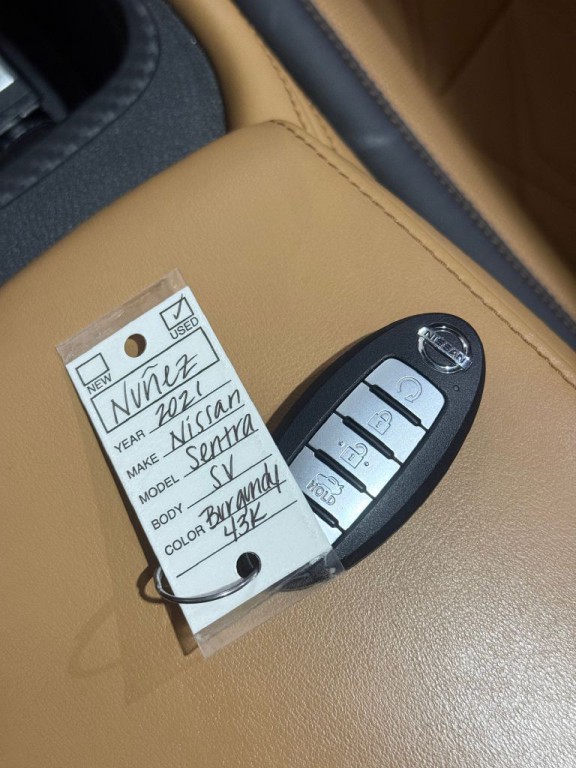 NEW ✓ USED
Nuñez
YEAR 2021
MAKE Nissan
MODEL Sentra
BODY SV
COLOR Burgandy
43K
NISSAN
HOLD